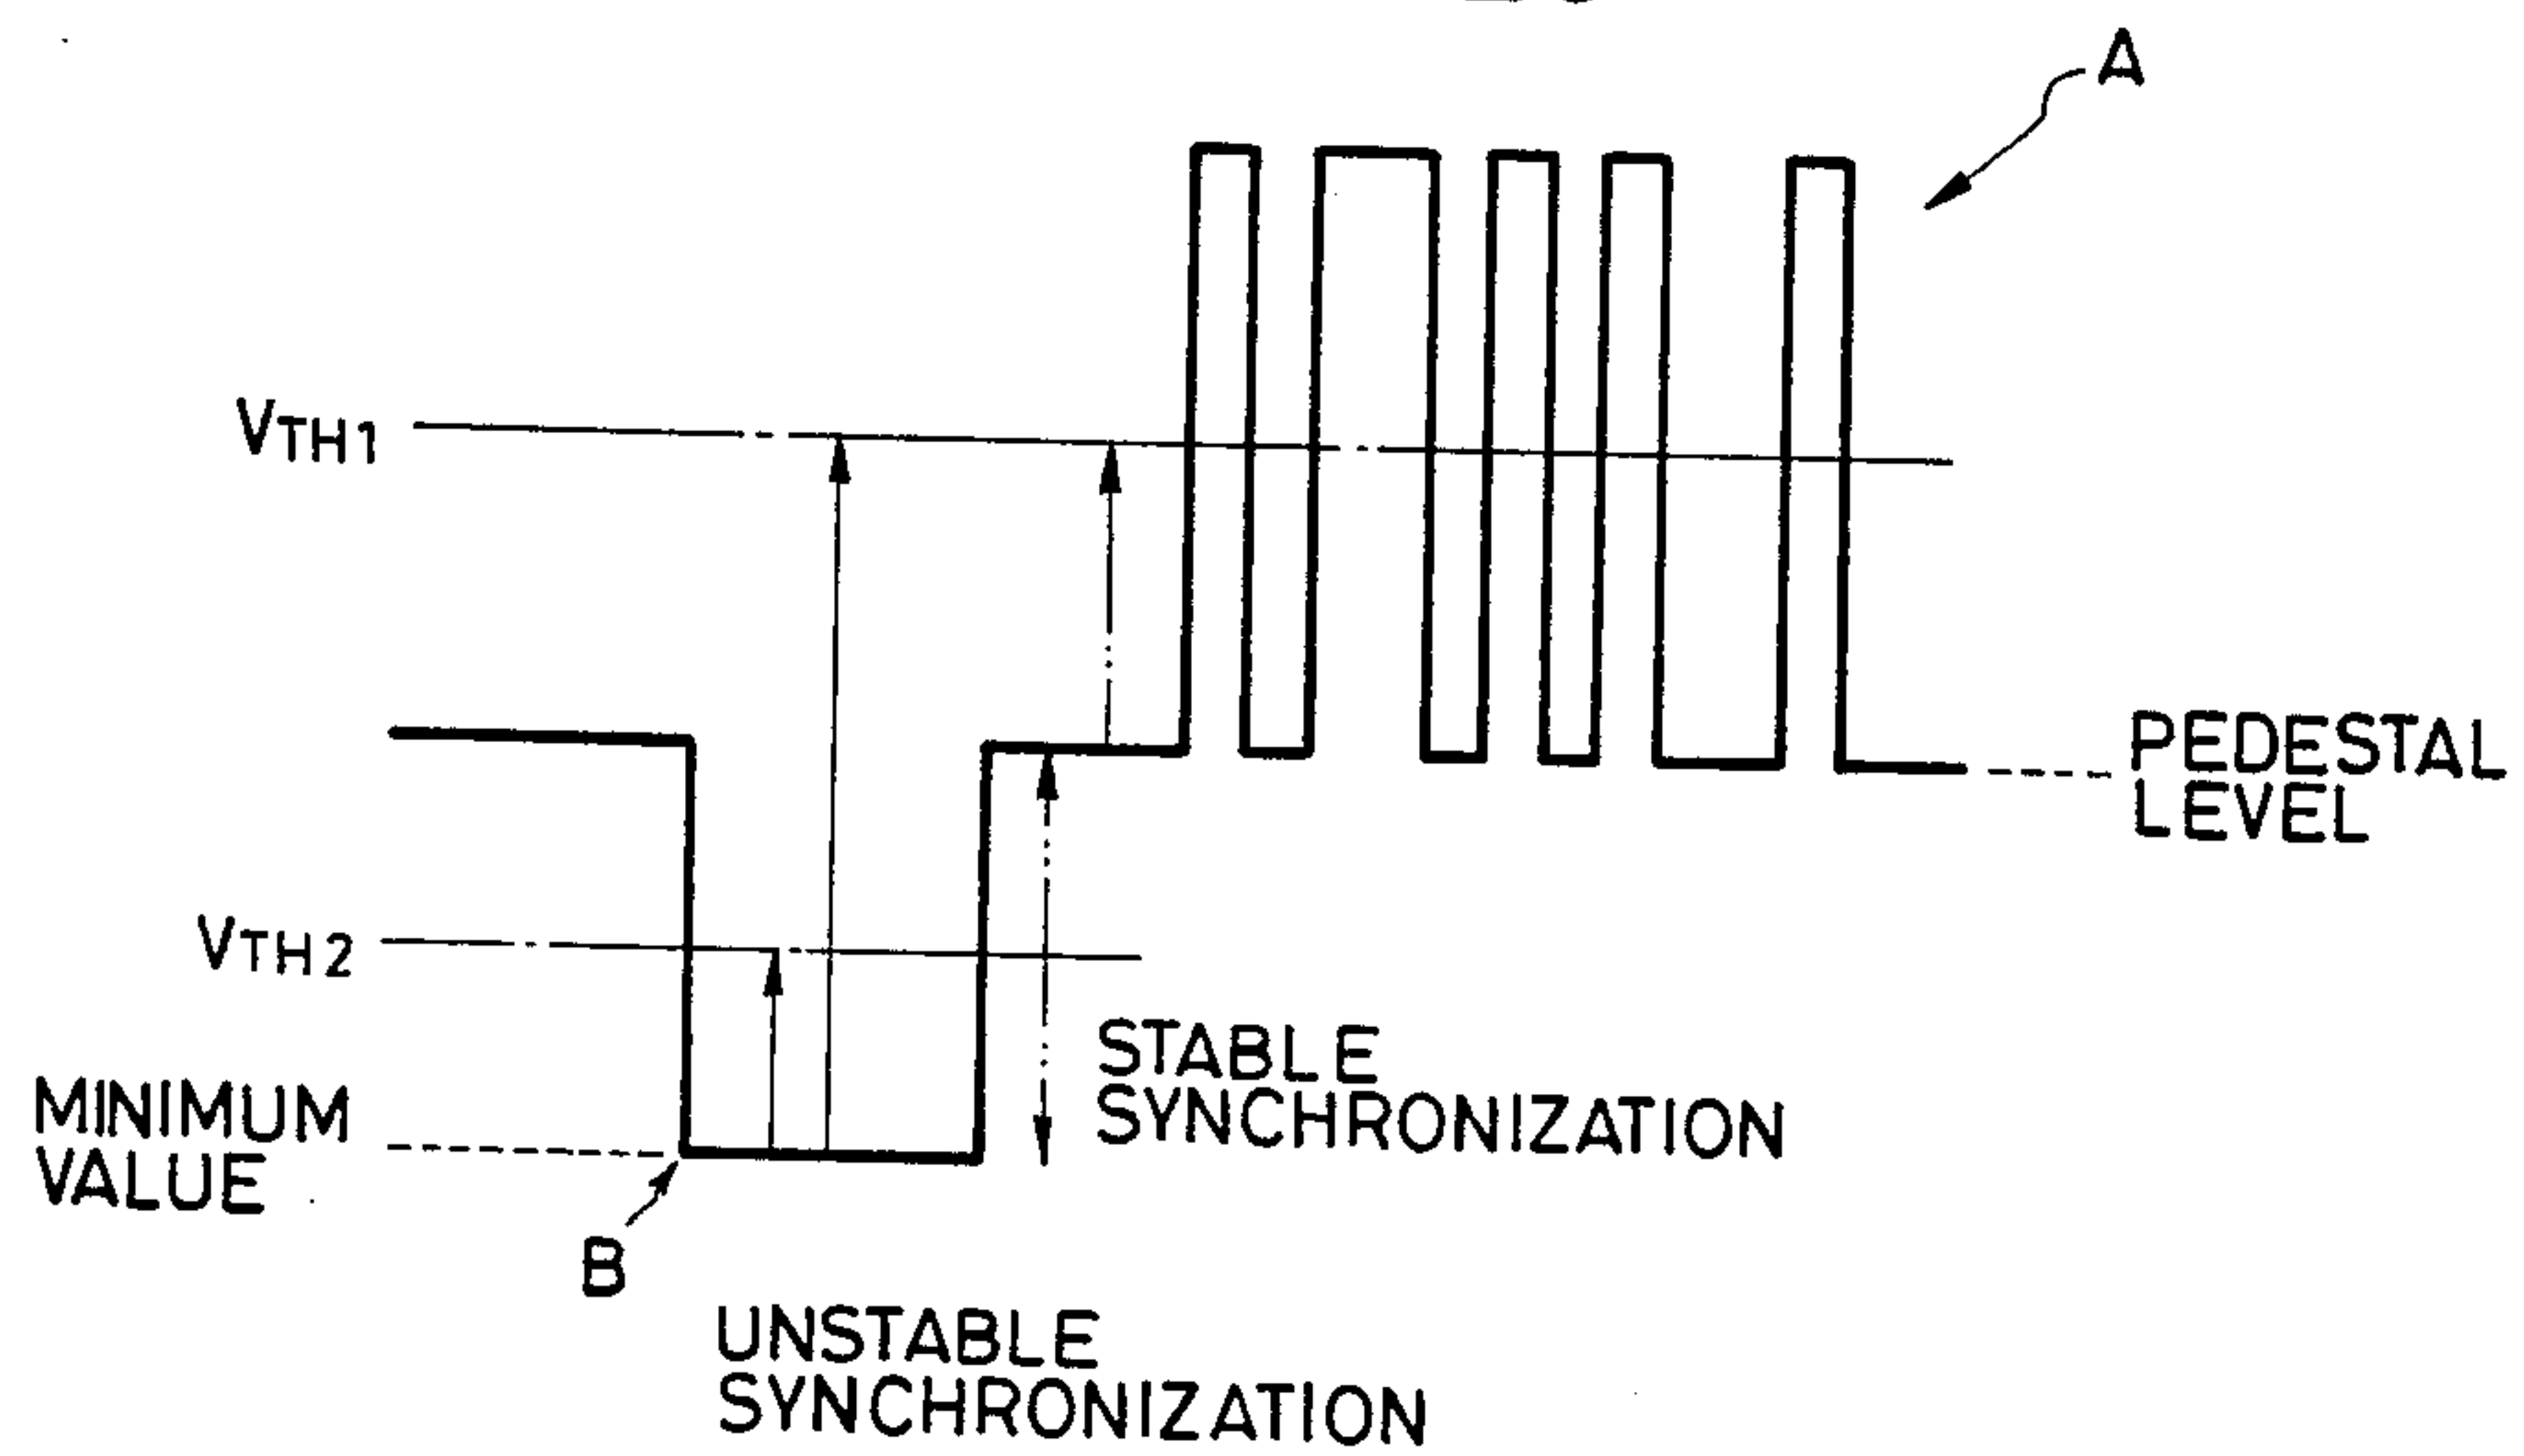 A
VTH1
PEDESTAL
LEVEL
VTH2
STABLE
SYNCHRONIZATION
MINIMUM
VALUE
B
UNSTABLE
SYNCHRONIZATION